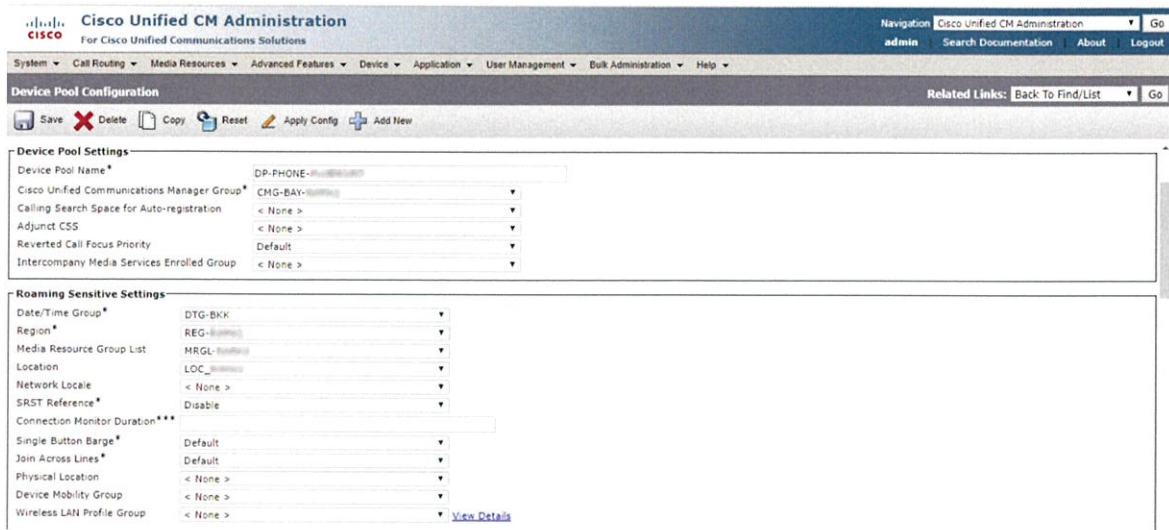 Cisco Unified CM Administration
CISCO For Cisco Unified Communications Solutions
Navigation Cisco Unified CM Administration Go
admin Search Documentation About Logout
System Call Routing Media Resources Advanced Features Device Application User Management Bulk Administration Help
Device Pool Configuration Related Links: Back To Find/List Go
Save Delete Copy Reset Apply Config Add New
Device Pool Settings
Device Pool Name* DP-PHONE-
Cisco Unified Communications Manager Group* CMG-BAY-
Calling Search Space for Auto-registration < None >
Adjunct CSS < None >
Reverted Call Focus Priority Default
Intercompany Media Services Enrolled Group < None >
Roaming Sensitive Settings
Date/Time Group* DTG-BKK
Region* REG-
Media Resource Group List MRGL-
Location LOC_
Network Locale < None >
SRST Reference* Disable
Connection Monitor Duration***
Single Button Barge* Default
Join Across Lines* Default
Physical Location < None >
Device Mobility Group < None >
Wireless LAN Profile Group < None > View Details